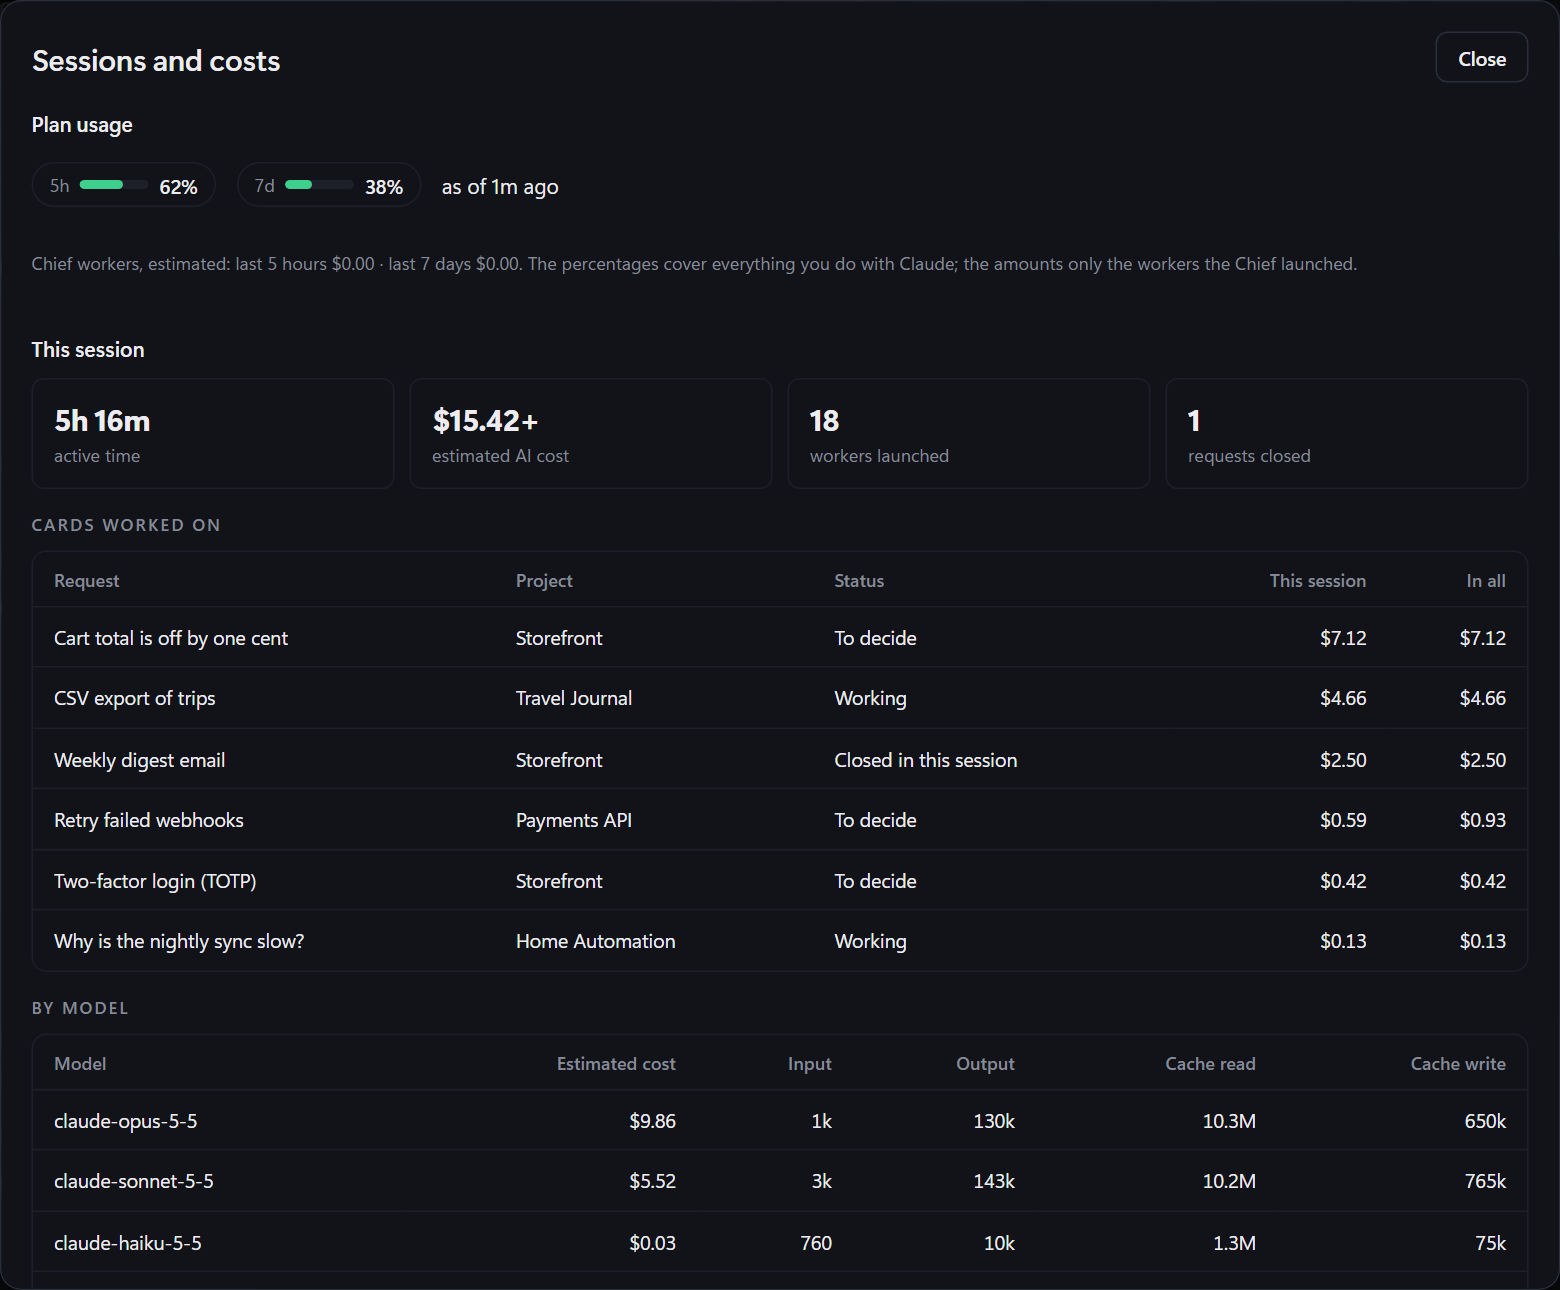 Sessions and costs
Close
Plan usage
5h 62% 7d 38% as of 1m ago
Chief workers, estimated: last 5 hours $0.00 · last 7 days $0.00. The percentages cover everything you do with Claude; the amounts only the workers the Chief launched.
This session
5h 16m
active time
$15.42+
estimated AI cost
18
workers launched
1
requests closed
CARDS WORKED ON
Request Project Status This session In all
Cart total is off by one cent Storefront To decide $7.12 $7.12
CSV export of trips Travel Journal Working $4.66 $4.66
Weekly digest email Storefront Closed in this session $2.50 $2.50
Retry failed webhooks Payments API To decide $0.59 $0.93
Two-factor login (TOTP) Storefront To decide $0.42 $0.42
Why is the nightly sync slow? Home Automation Working $0.13 $0.13
BY MODEL
Model Estimated cost Input Output Cache read Cache write
claude-opus-5-5 $9.86 1k 130k 10.3M 650k
claude-sonnet-5-5 $5.52 3k 143k 10.2M 765k
claude-haiku-5-5 $0.03 760 10k 1.3M 75k